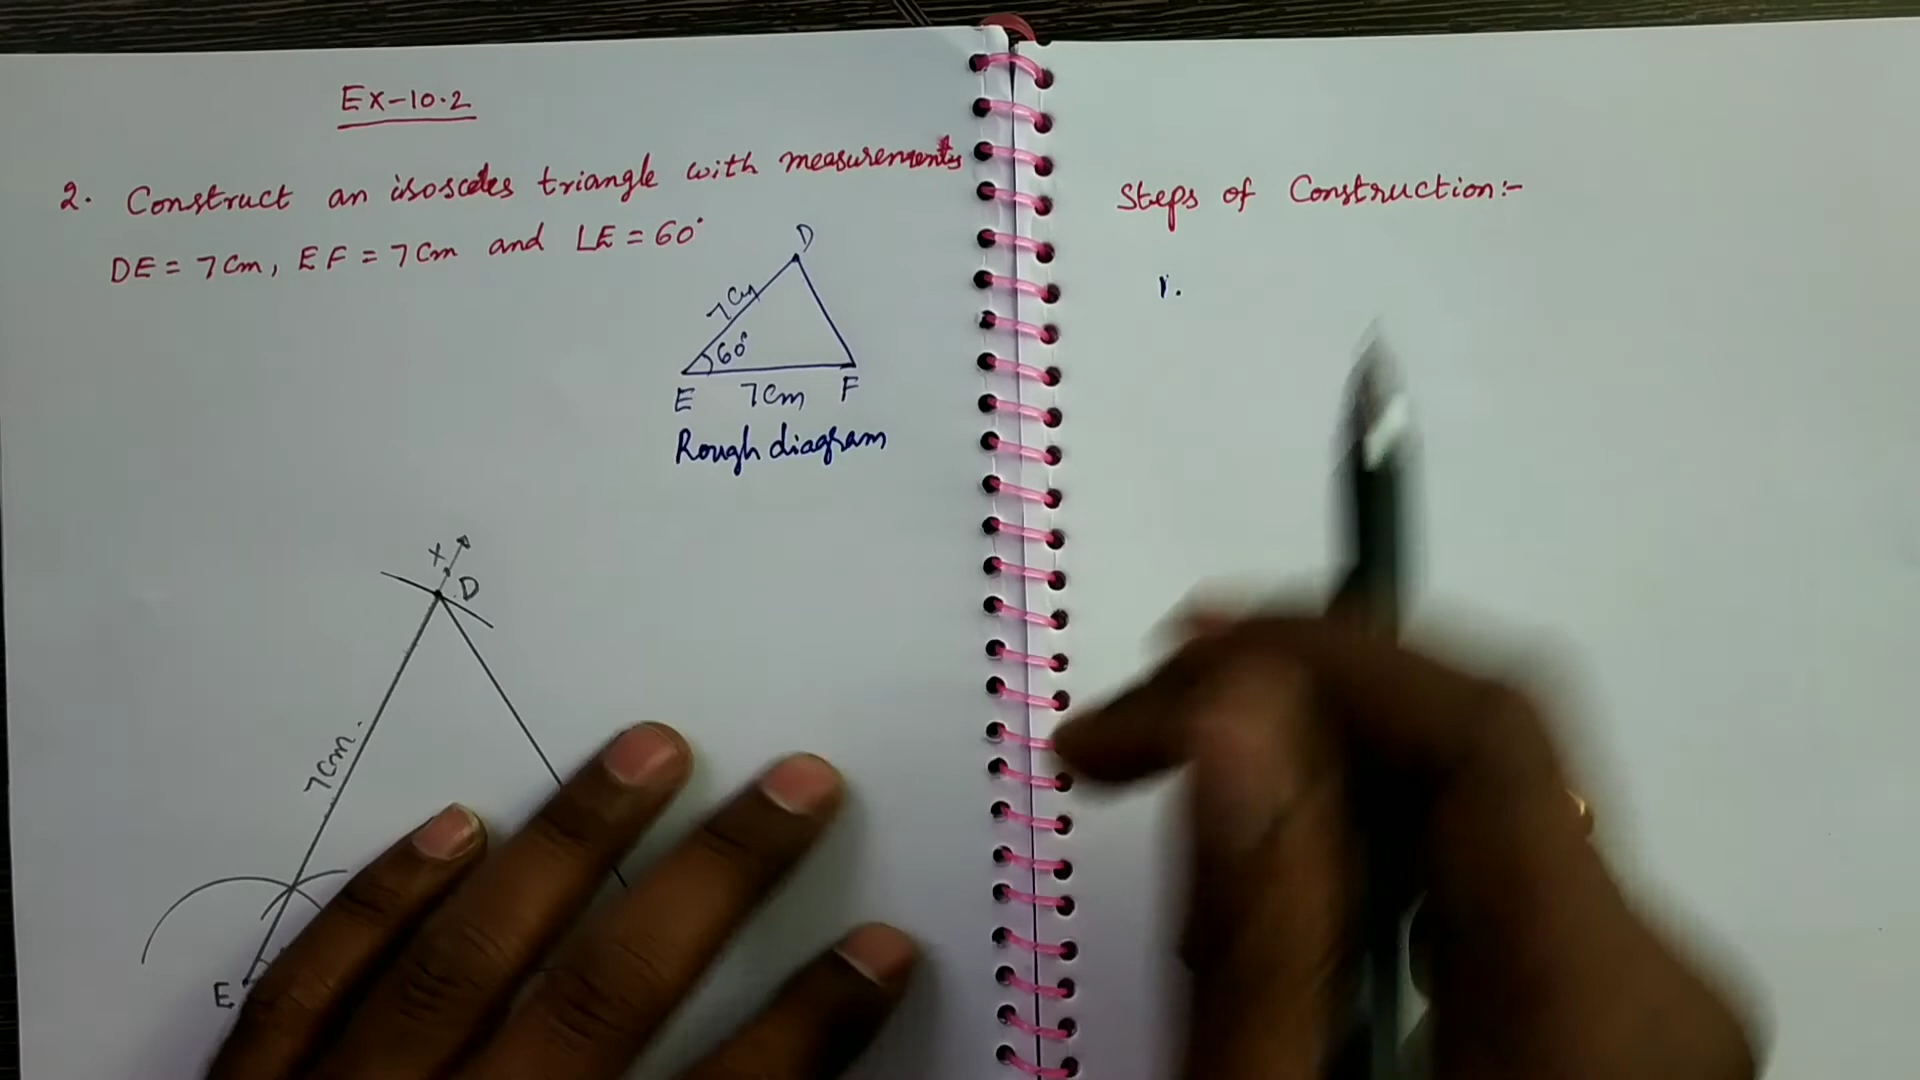 Ex-10.2
2. Construct an isosceles triangle with measurements
DE = 7cm, EF = 7cm and ∠E = 60°
D
7cm
60°
E 7cm F
Rough diagram
X
D
7cm.
E
Steps of Construction:-
1.